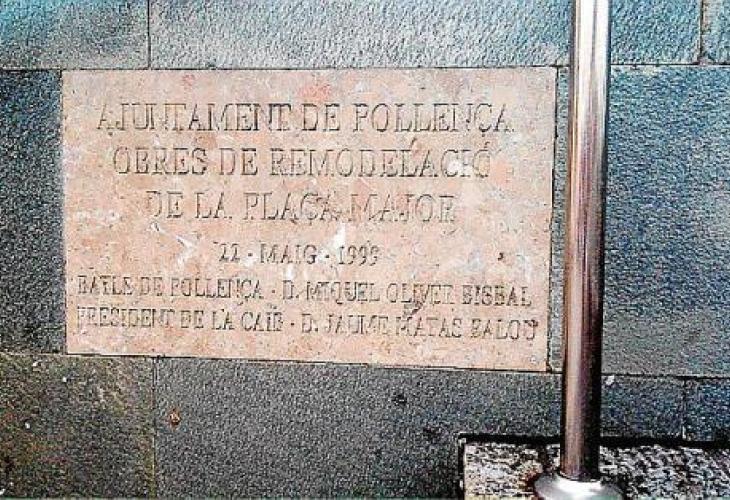 AJUNTAMENT DE POLLENÇA
OBRES DE REMODELACIÓ
DE LA PLAÇA MAJOR
22 · MAIG · 1999
BATLE DE POLLENÇA · D. MIQUEL OLIVER BISBAL
PRESIDENT DE LA CAIB · D. JAUME MATAS PALOU